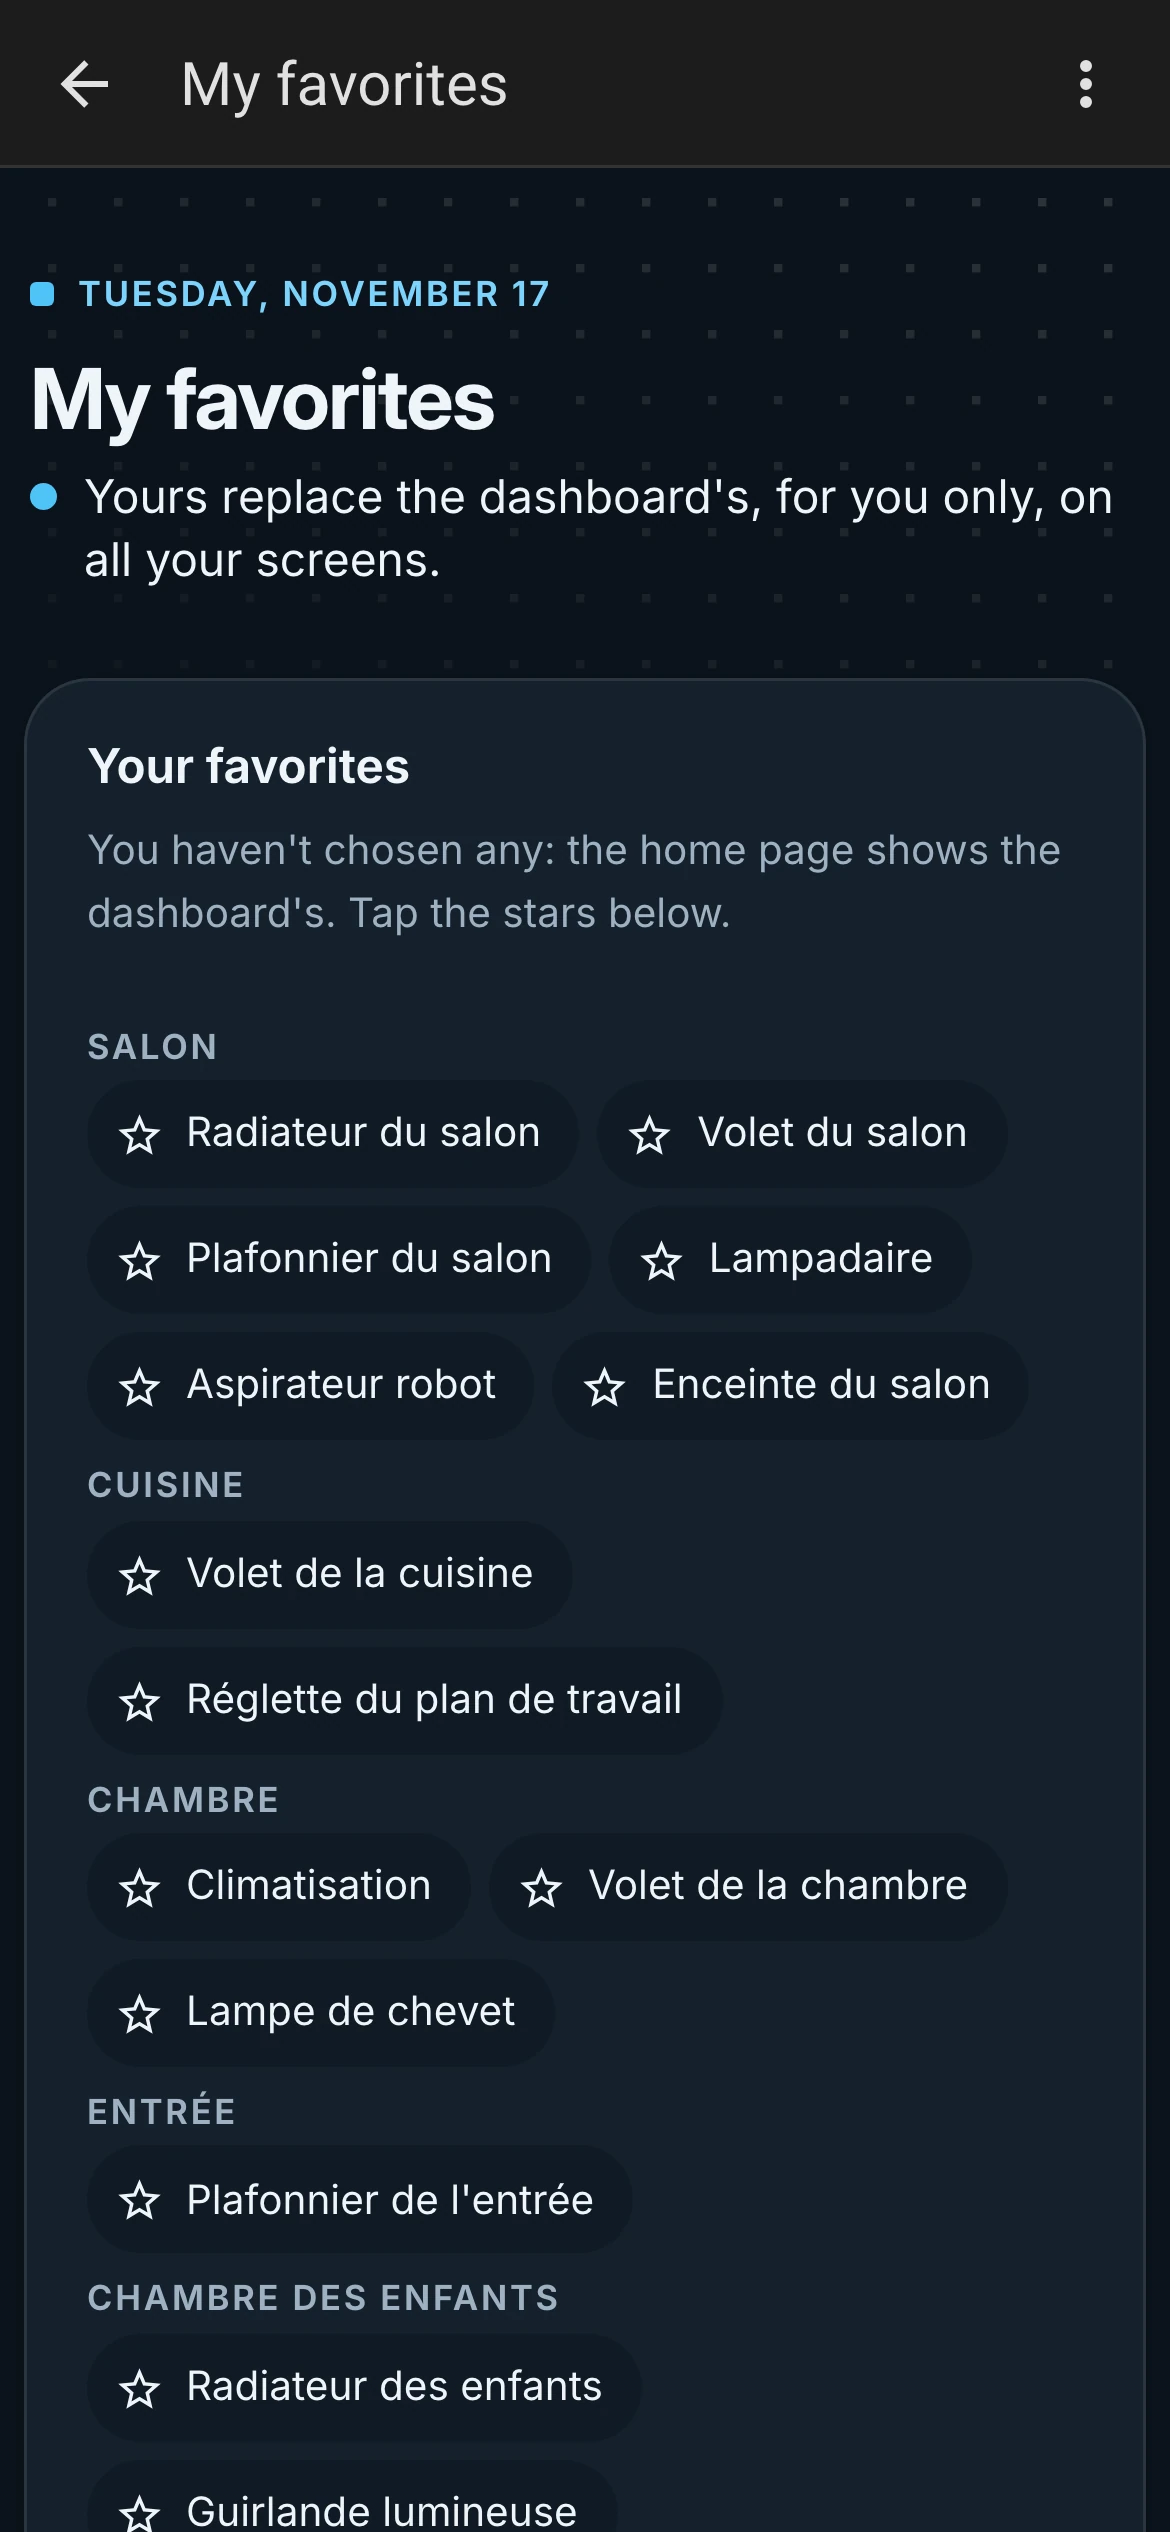 My favorites
TUESDAY, NOVEMBER 17
My favorites
Yours replace the dashboard's, for you only, on
all your screens.
Your favorites
You haven't chosen any: the home page shows the
dashboard's. Tap the stars below.
SALON
Radiateur du salon
Volet du salon
Plafonnier du salon
Lampadaire
Aspirateur robot
Enceinte du salon
CUISINE
Volet de la cuisine
Réglette du plan de travail
CHAMBRE
Climatisation
Volet de la chambre
Lampe de chevet
ENTRÉE
Plafonnier de l'entrée
CHAMBRE DES ENFANTS
Radiateur des enfants
Guirlande lumineuse